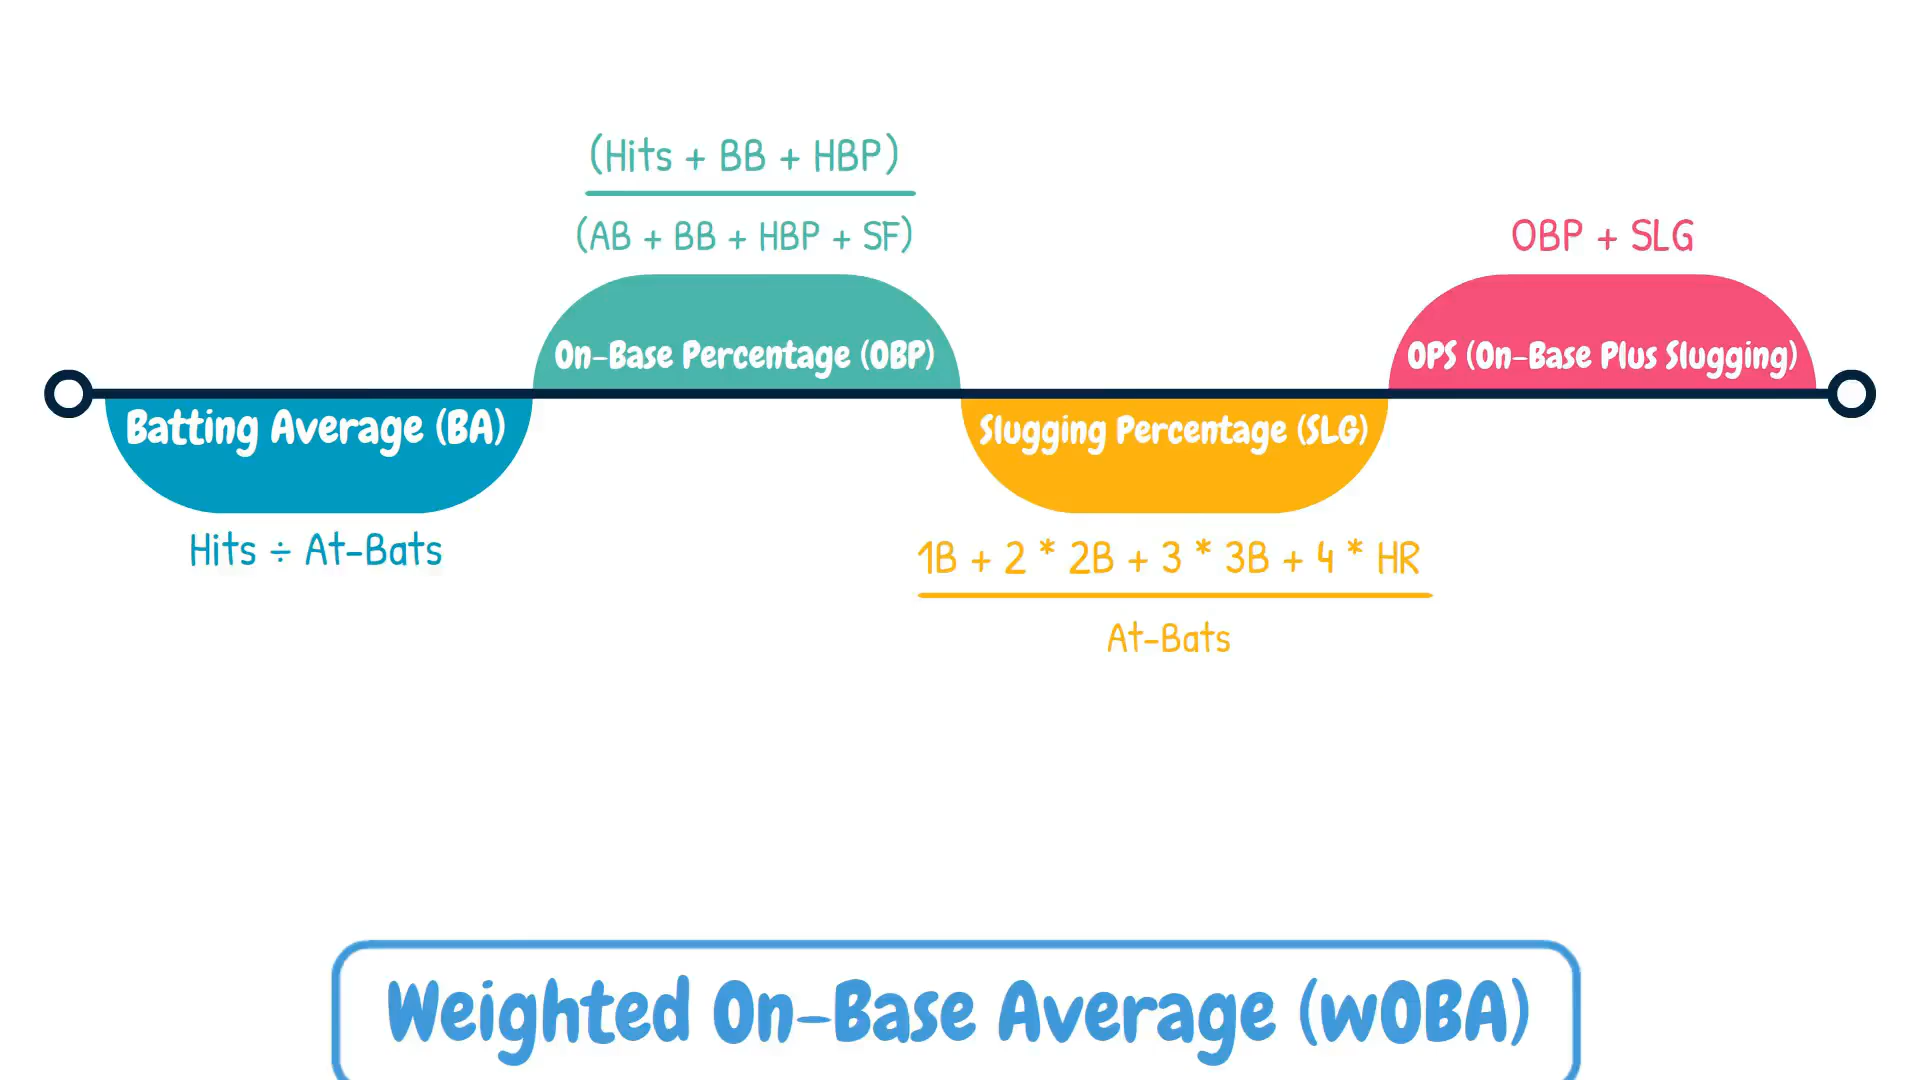 (Hits + BB + HBP)
(AB + BB + HBP + SF)
OBP + SLG
On-Base Percentage (OBP)
OPS (On-Base Plus Slugging)
Batting Average (BA)
Slugging Percentage (SLG)
Hits ÷ At-Bats
1B + 2 * 2B + 3 * 3B + 4 * HR
At-Bats
Weighted On-Base Average (wOBA)